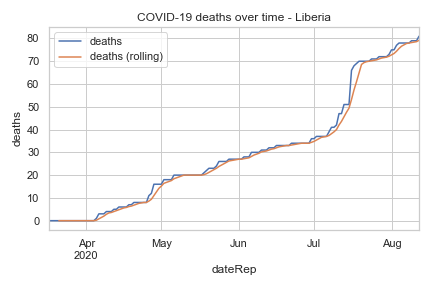 COVID-19 deaths over time - Liberia
deaths
deaths (rolling)
80
70
60
50
40
30
20
10
0
deaths
Apr
2020
May
Jun
Jul
Aug
dateRep